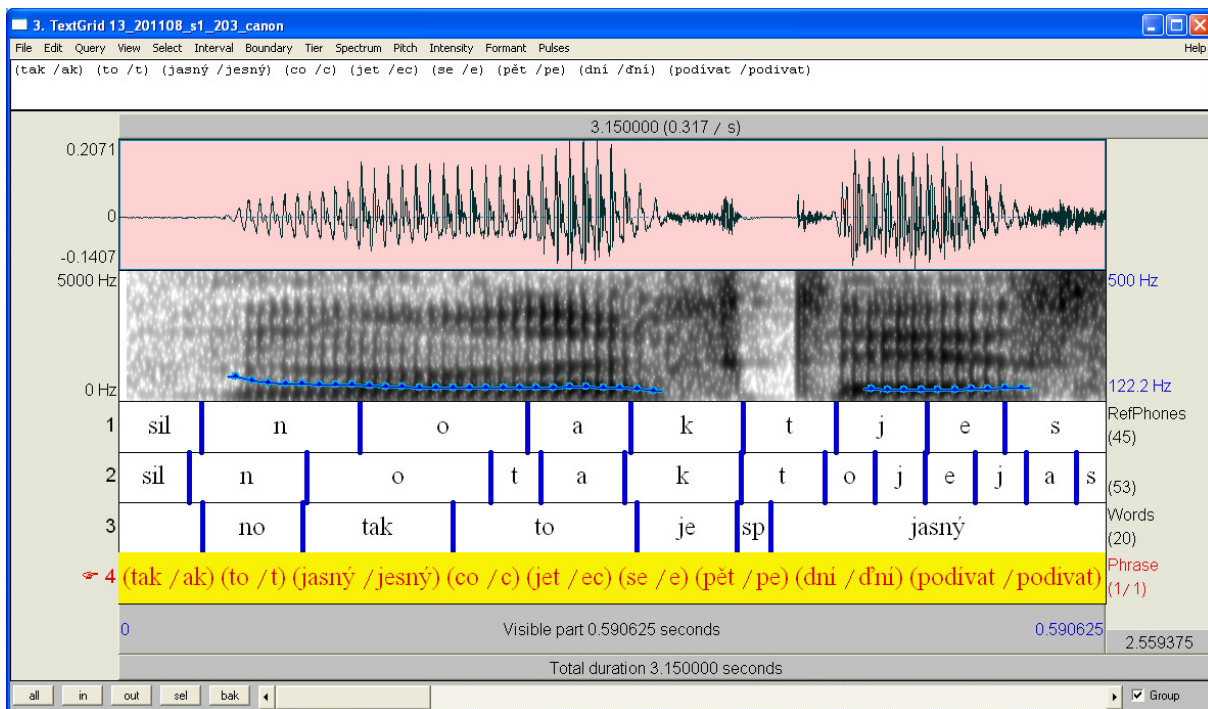 3. TextGrid 13_201108_s1_203_canon
File Edit Query View Select Interval Boundary Tier Spectrum Pitch Intensity Formant Pulses Help
(tak /ak) (to /t) (jasný /jesný) (co /c) (jet /ec) (se /e) (pět /pe) (dní /ďní) (podívat /podivat)
3.150000 (0.317 / s)
0.2071
0
-0.1407
5000 Hz 500 Hz
0 Hz 122.2 Hz
1 sil n o a k t j e s RefPhones (45)
2 sil n o t a k t o j e j a s (53)
3 no tak to je sp jasný Words (20)
4 (tak /ak) (to /t) (jasný /jesný) (co /c) (jet /ec) (se /e) (pět /pe) (dní /ďní) (podívat /podivat) Phrase (1/1)
0 Visible part 0.590625 seconds 0.590625 2.559375
Total duration 3.150000 seconds
all in out sel bak Group